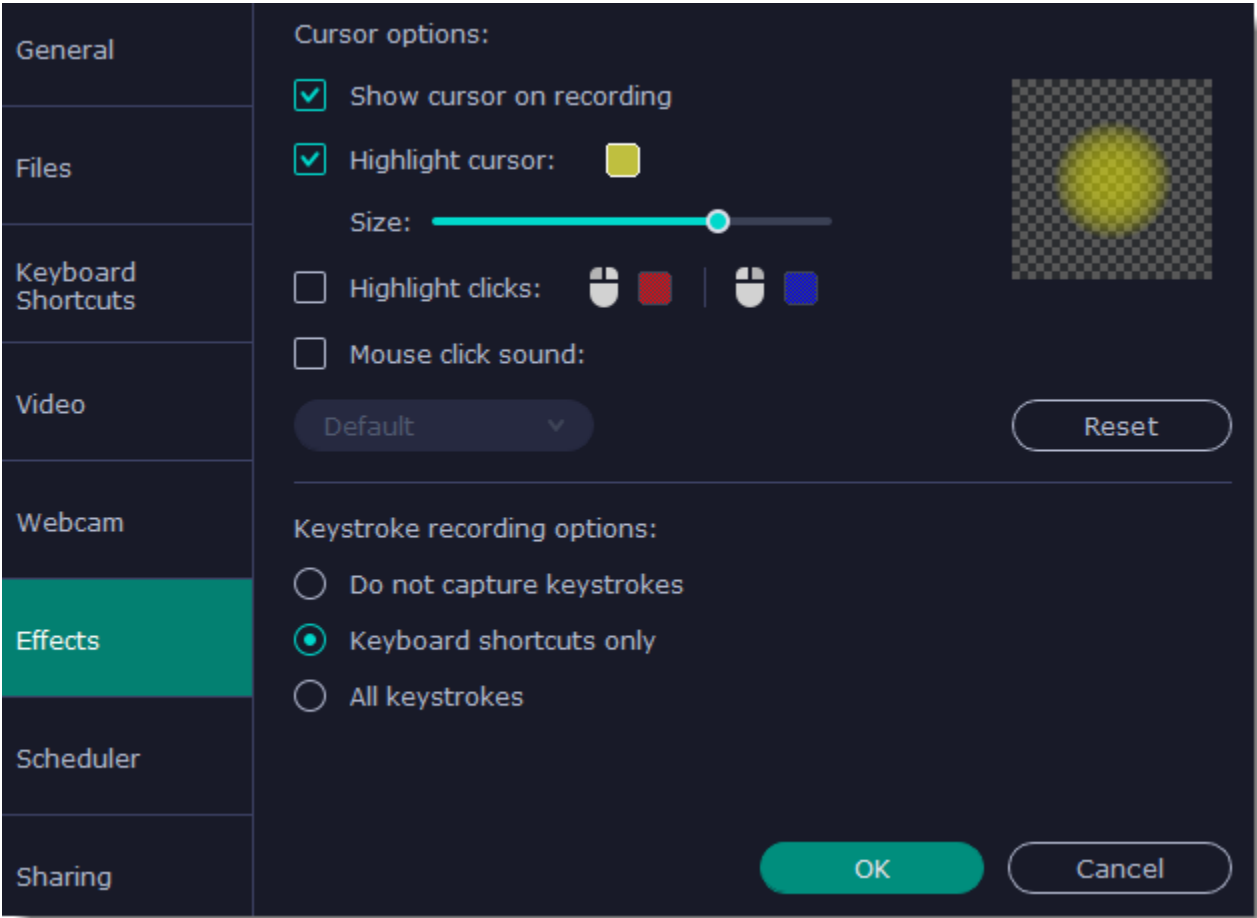 General
Files
Keyboard
Shortcuts
Video
Webcam
Effects
Scheduler
Sharing
Cursor options:
Show cursor on recording
Highlight cursor:
Size:
Highlight clicks:
Mouse click sound:
Default
Reset
Keystroke recording options:
Do not capture keystrokes
Keyboard shortcuts only
All keystrokes
OK
Cancel